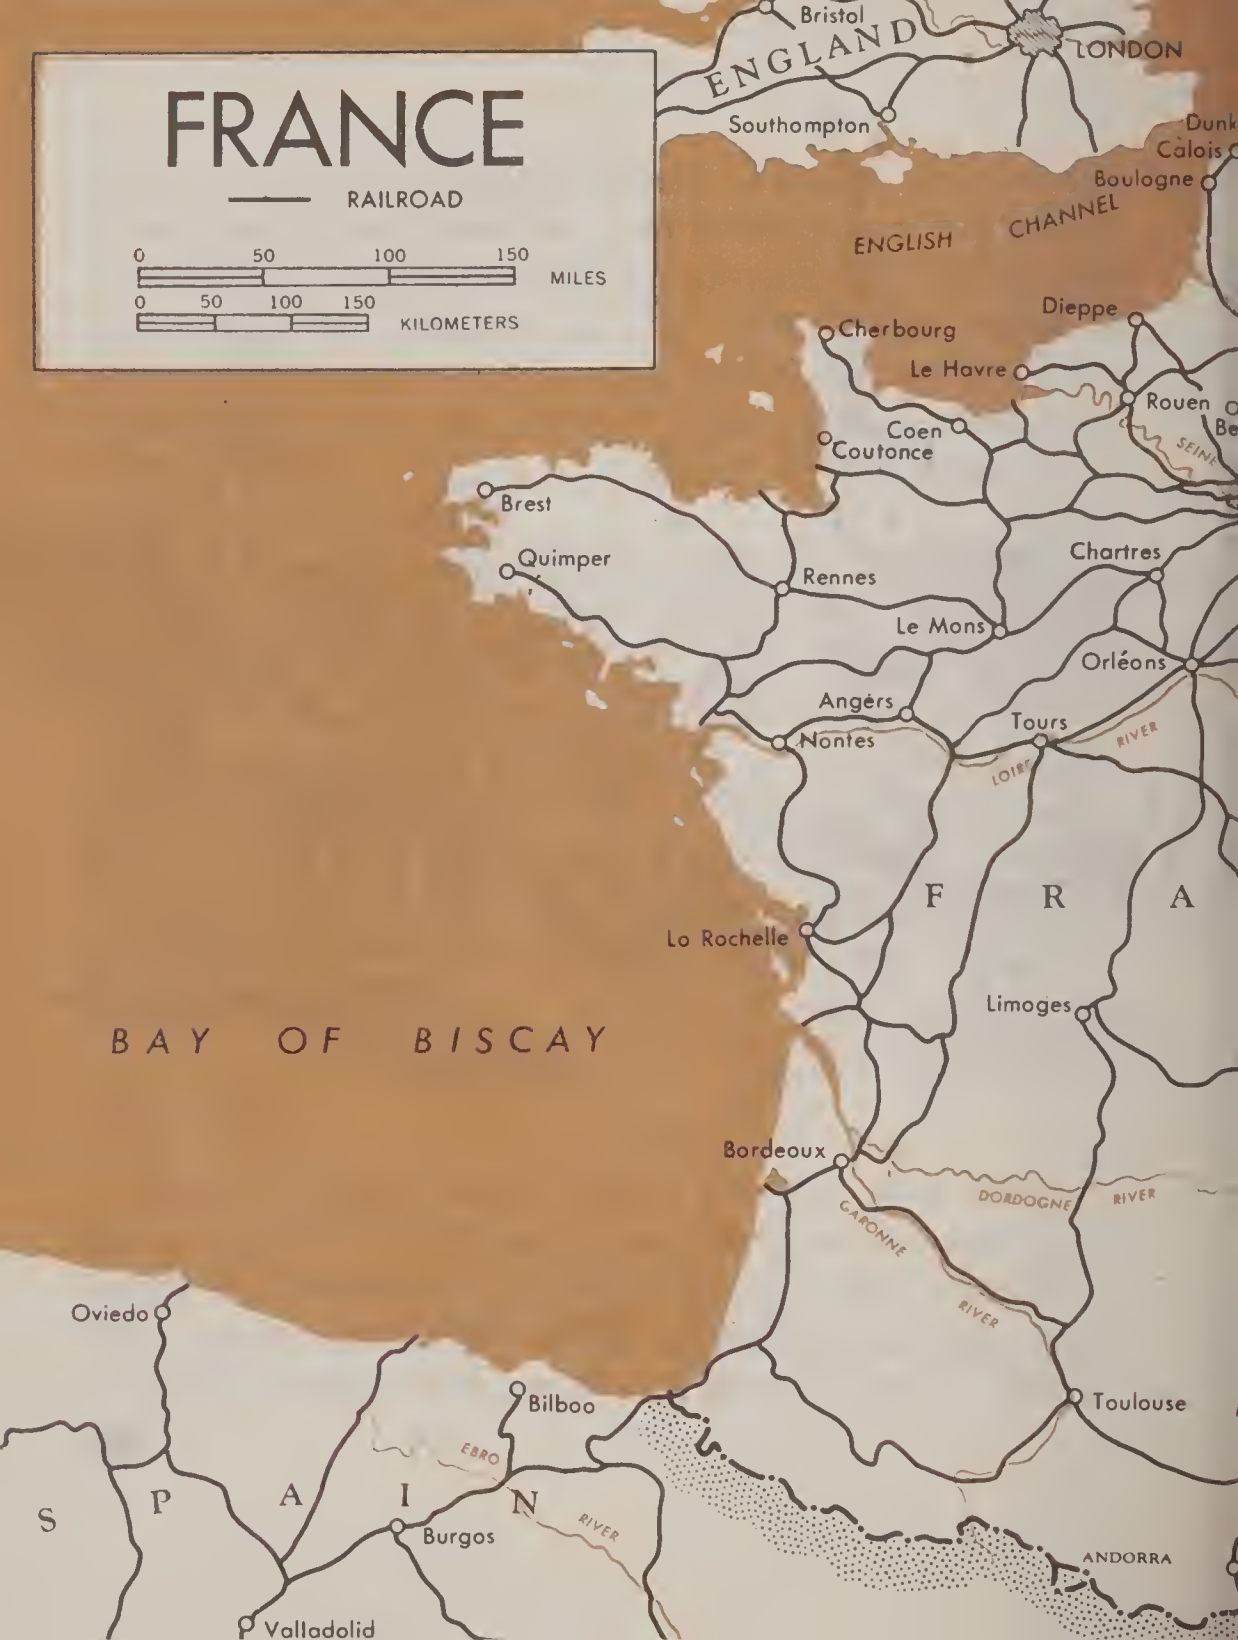 FRANCE
RAILROAD
0 50 100 150
MILES
0 50 100 150
KILOMETERS
Bristol
ENGLAND
LONDON
Southompton
Dunk
Calois
Boulogne
ENGLISH CHANNEL
Dieppe
Cherbourg
Le Havre
Rouen
Be
Coen
Coutonce
SEINE
Brest
Quimper
Chartres
Rennes
Le Mons
Orléons
Angérs
Tours
RIVER
Nontes
LOIRE
F R A
Lo Rochelle
Limoges
BAY OF BISCAY
Bordeoux
DORDOGNE RIVER
GARONNE
RIVER
Oviedo
Bilboo
Toulouse
EBRO
S P A I N
RIVER
Burgos
ANDORRA
Valladolid